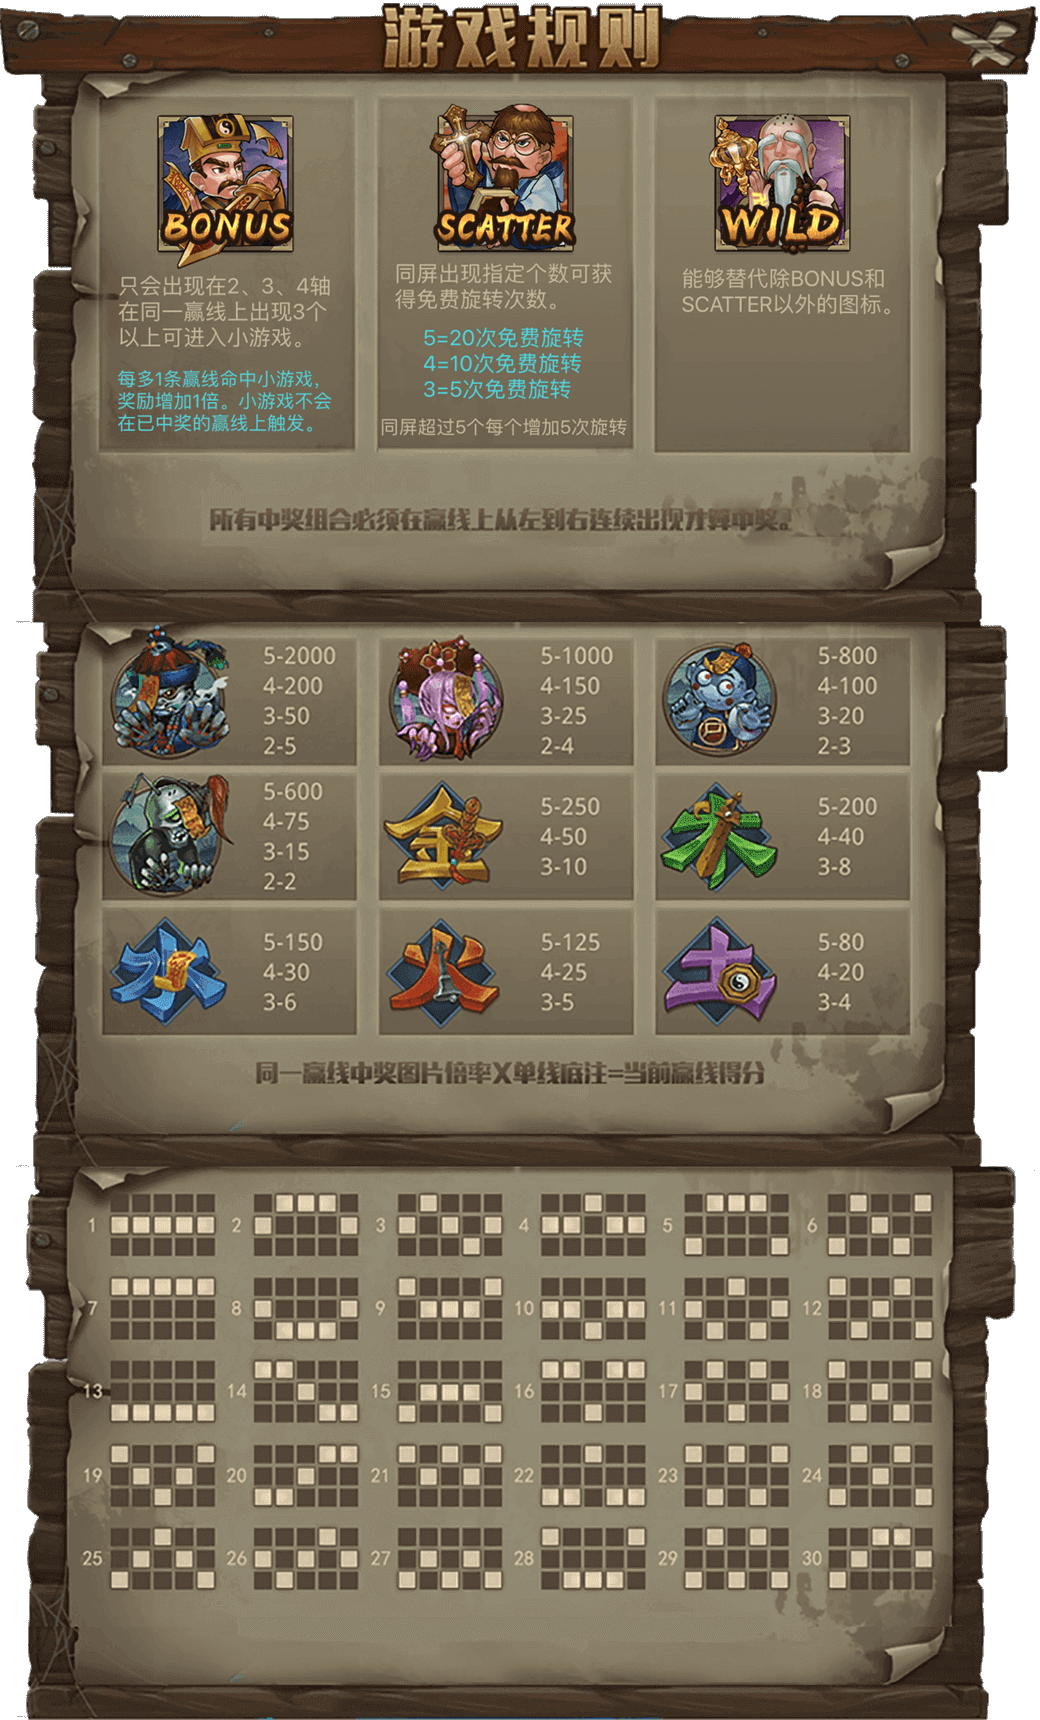 游戏规则
BONUS
SCATTER
WILD
只会出现在2、3、4轴
在同一赢线上出现3个
以上可进入小游戏。
每多1条赢线命中小游戏，
奖励增加1倍。小游戏不会
在已中奖的赢线上触发。
同屏出现指定个数可获
得免费旋转次数。
5=20次免费旋转
4=10次免费旋转
3=5次免费旋转
同屏超过5个每个增加5次旋转
能够替代除BONUS和
SCATTER以外的图标。
所有中奖组合必须在赢线上从左到右连续出现才算中奖。
5-2000
4-200
3-50
2-5
5-1000
4-150
3-25
2-4
5-800
4-100
3-20
2-3
5-600
4-75
3-15
2-2
金
5-250
4-50
3-10
木
5-200
4-40
3-8
水
5-150
4-30
3-6
火
5-125
4-25
3-5
土
5-80
4-20
3-4
同一赢线中奖图片倍率X单线底注=当前赢线得分
1 2 3 4 5 6
7 8 9 10 11 12
13 14 15 16 17 18
19 20 21 22 23 24
25 26 27 28 29 30